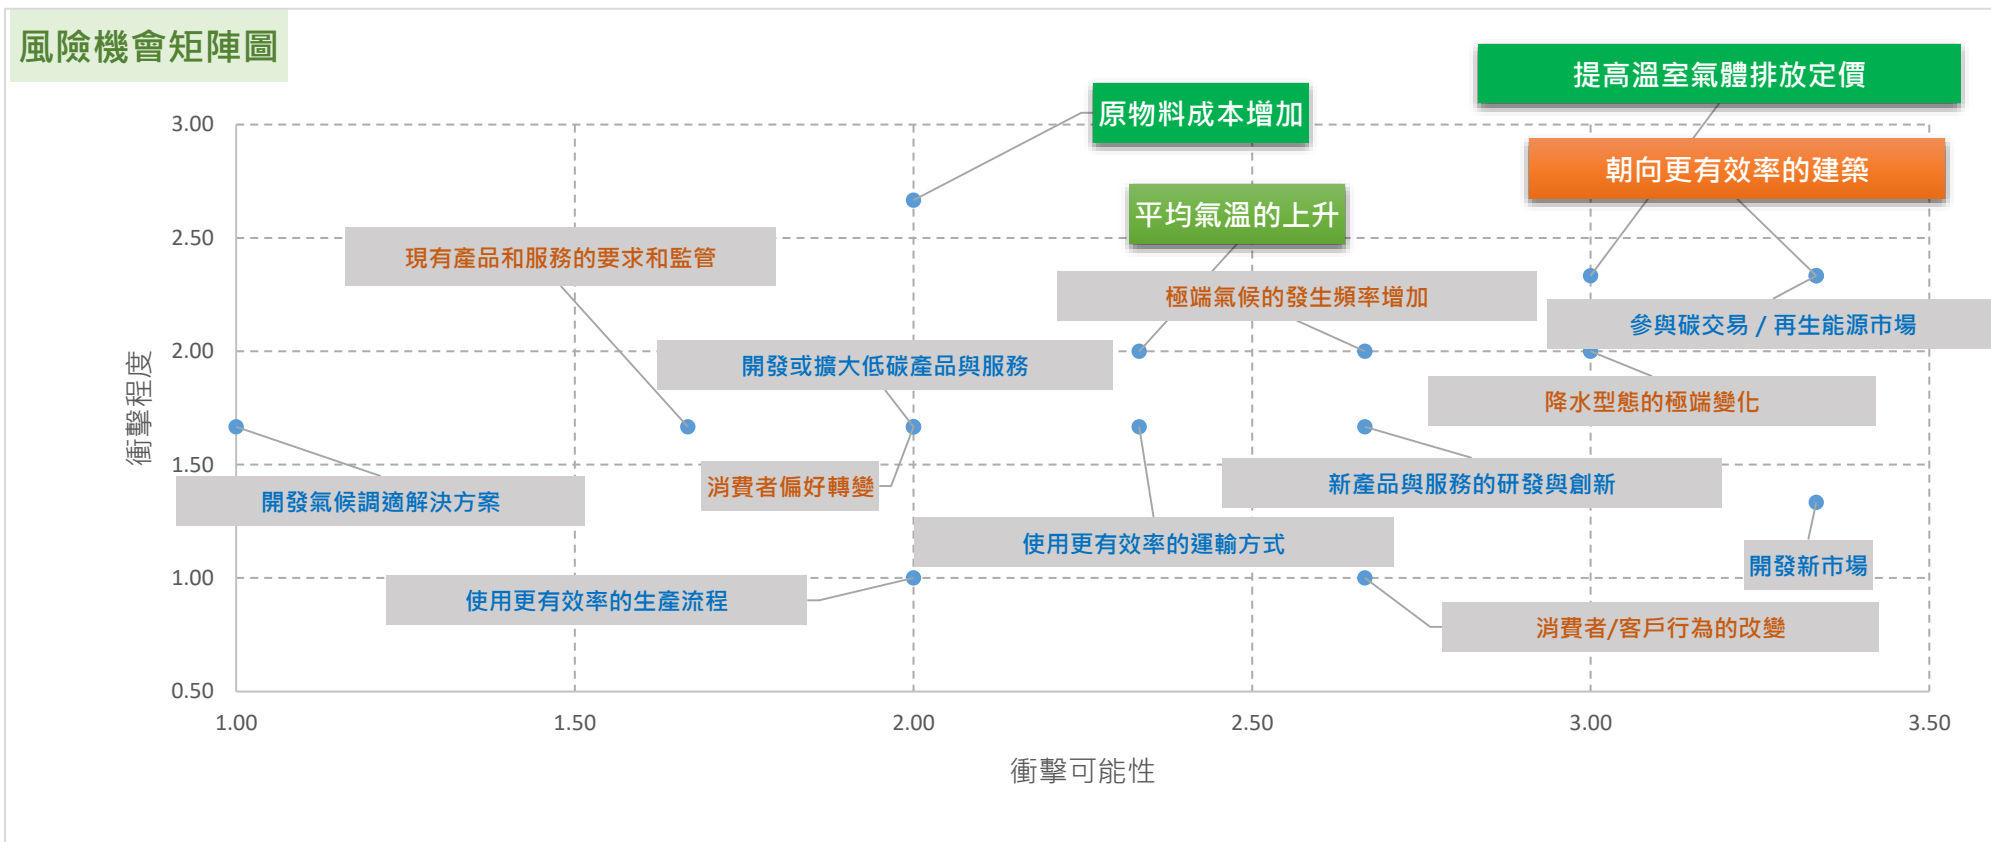 風險機會矩陣圖
提高溫室氣體排放定價
原物料成本增加
3.00
朝向更有效率的建築
平均氣溫的上升
2.50
現有產品和服務的要求和監管
極端氣候的發生頻率增加
參與碳交易 / 再生能源市場
2.00
開發或擴大低碳產品與服務
降水型態的極端變化
衝擊程度
1.50
消費者偏好轉變
新產品與服務的研發與創新
開發氣候調適解決方案
使用更有效率的運輸方式
開發新市場
1.00
使用更有效率的生產流程
消費者/客戶行為的改變
0.50
1.00
1.50
2.00
2.50
3.00
3.50
衝擊可能性